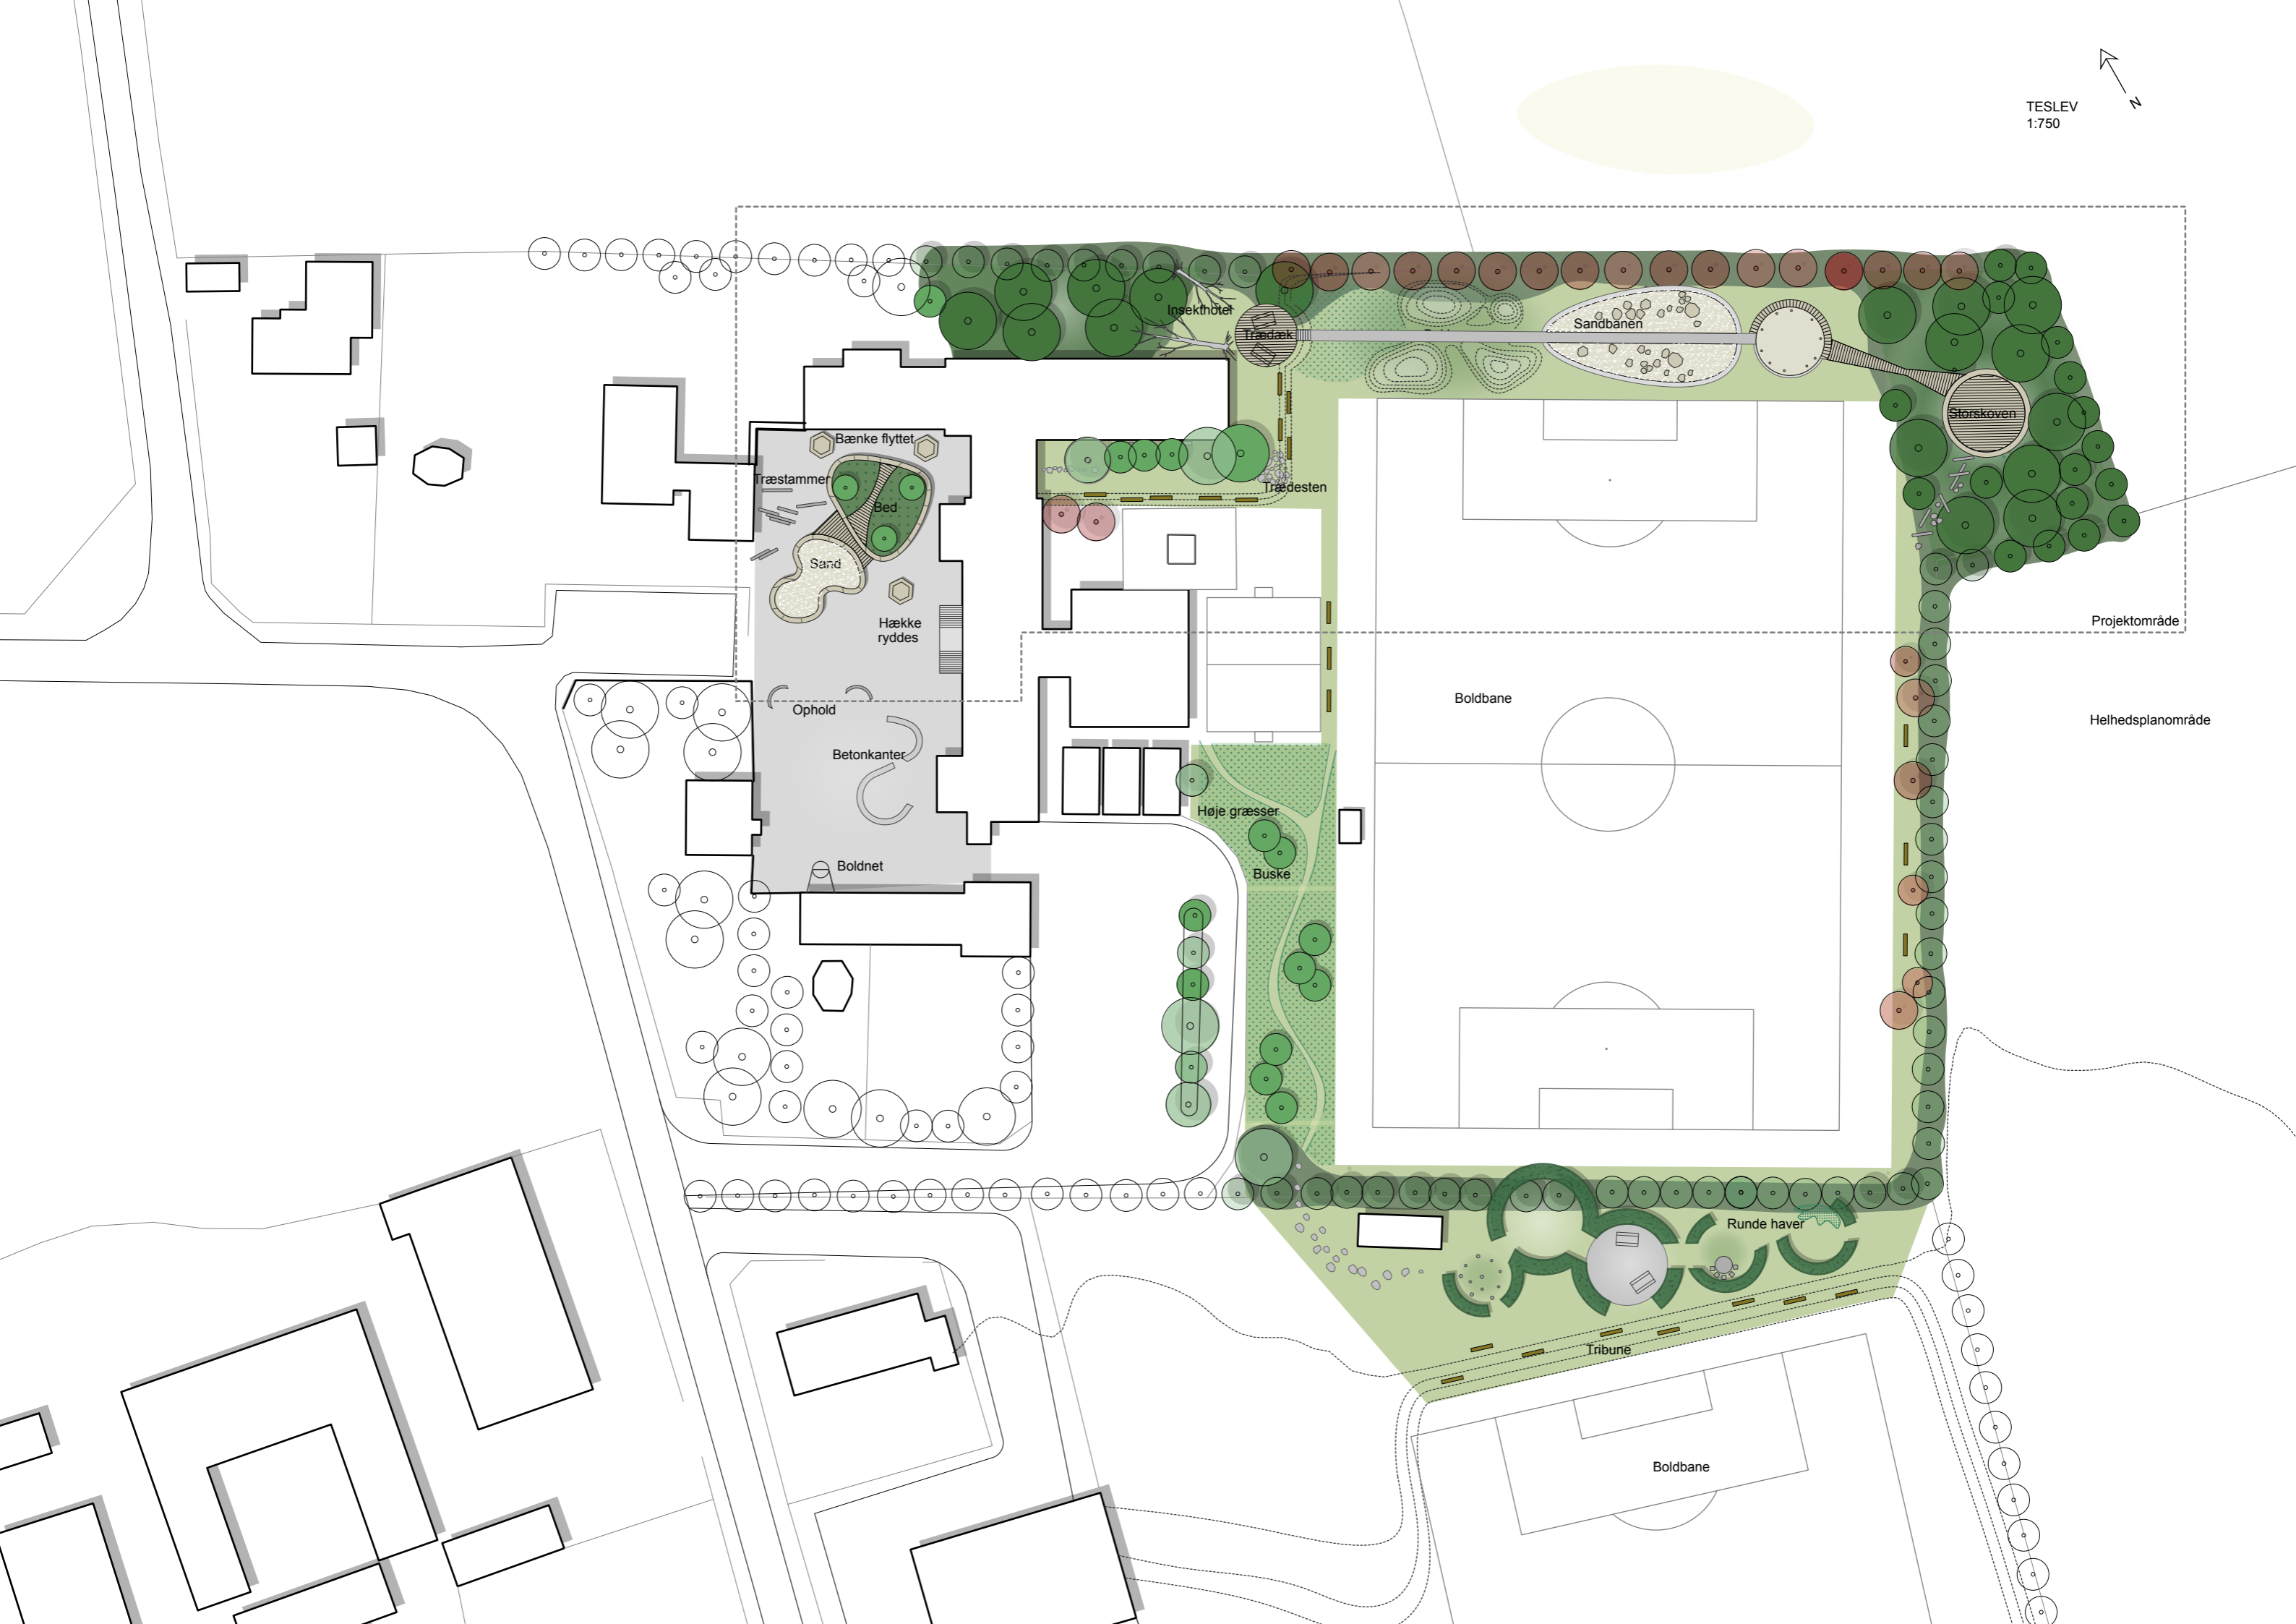 N
TESLEV
1:750
Insekthotel
Trædæk
Sandbanen
Storskoven
Bænke flyttet
Træstammer
Bed
Trædesten
Sand
Hække
ryddes
Projektområde
Ophold
Boldbane
Helhedsplanområde
Betonkanter
Høje græsser
Boldnet
Buske
Runde haver
Tribune
Boldbane